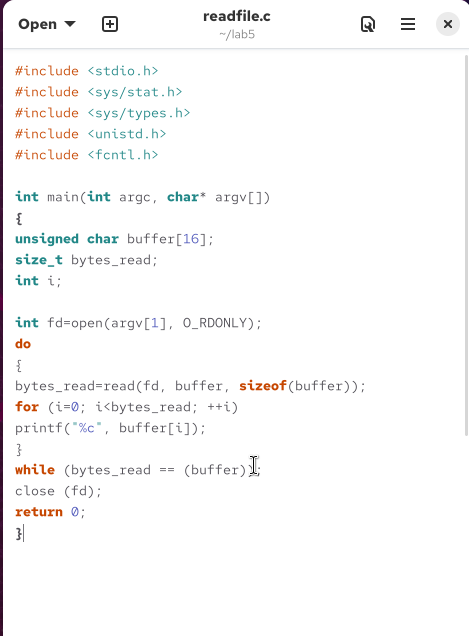 Open
readfile.c
~/lab5
#include <stdio.h>
#include <sys/stat.h>
#include <sys/types.h>
#include <unistd.h>
#include <fcntl.h>
int main(int argc, char* argv[])
{
unsigned char buffer[16];
size_t bytes_read;
int i;
int fd=open(argv[1], O_RDONLY);
do
{
bytes_read=read(fd, buffer, sizeof(buffer));
for (i=0; i<bytes_read; ++i)
printf("%c", buffer[i]);
}
while (bytes_read == (buffer));
close (fd);
return 0;
}